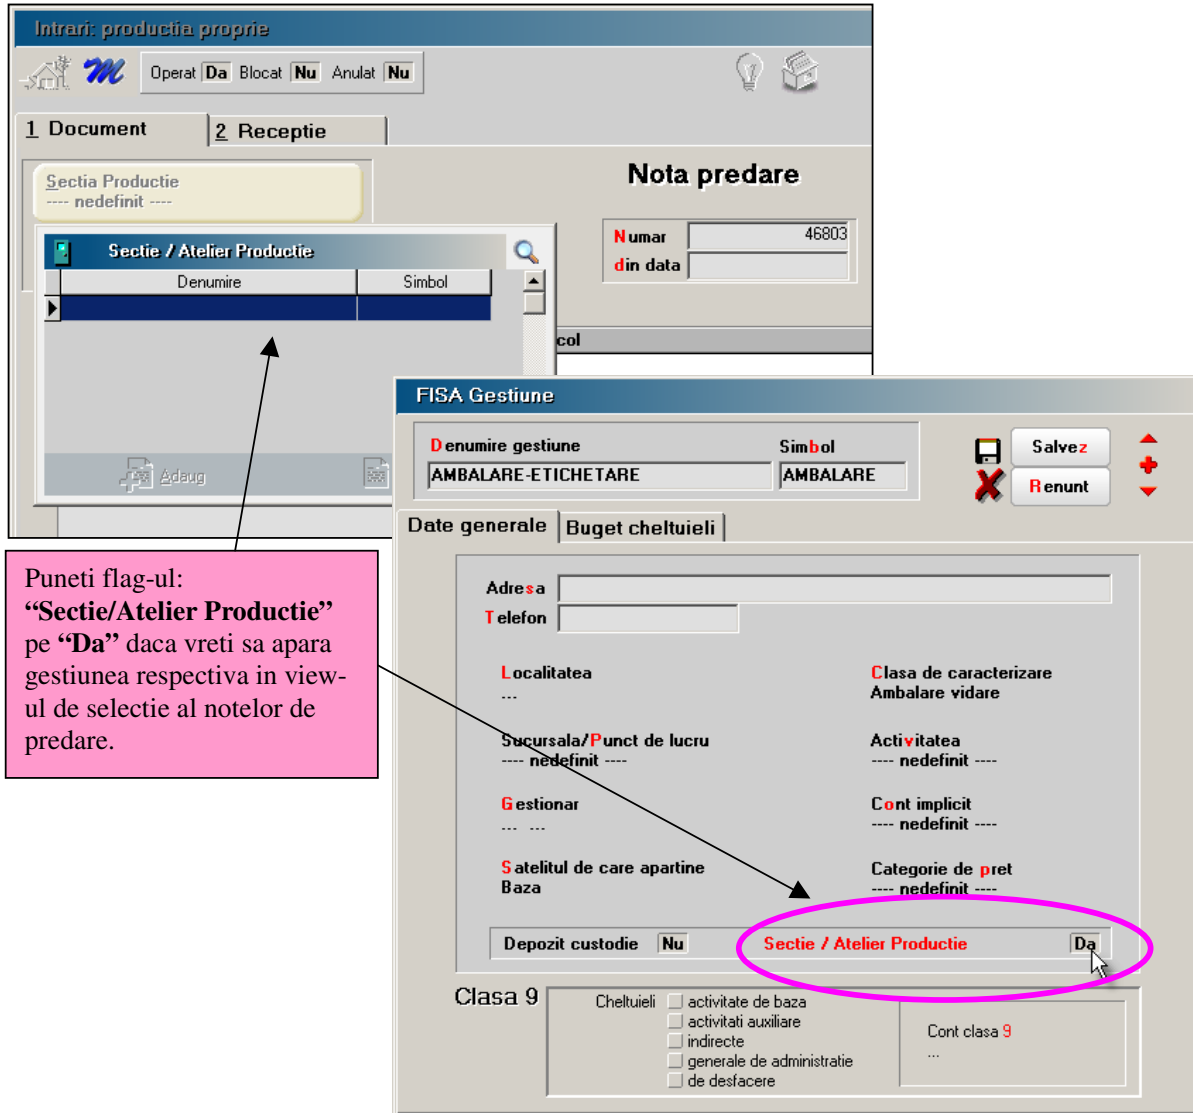 Intrari: productia proprie
Operat Da Blocat Nu Anulat Nu
1 Document
2 Receptie
Sectia Productie
---- nedefinit ----
Nota predare
Numar 46803
din data
Sectie / Atelier Productie
Denumire Simbol
col
Adaug
FISA Gestiune
Denumire gestiune Simbol
AMBALARE-ETICHETARE AMBALARE
Salvez
Renunt
Date generale Buget cheltuieli
Puneti flag-ul:
“Sectie/Atelier Productie”
pe “Da” daca vreti sa apara
gestiunea respectiva in view-
ul de selectie al notelor de
predare.
Adresa
Telefon
Localitatea
...
Clasa de caracterizare
Ambalare vidare
Sucursala/Punct de lucru
---- nedefinit ----
Activitatea
---- nedefinit ----
Gestionar
... ...
Cont implicit
---- nedefinit ----
Satelitul de care apartine
Baza
Categorie de pret
---- nedefinit ----
Depozit custodie Nu
Sectie / Atelier Productie Da
Clasa 9
Cheltuieli activitate de baza
activitati auxiliare
indirecte
generale de administratie
de desfacere
Cont clasa 9
...